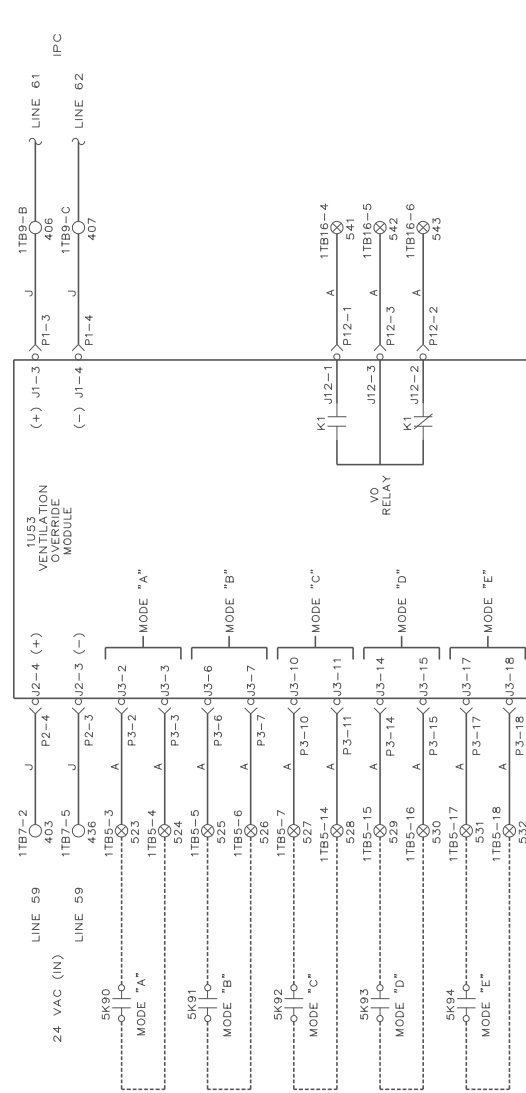 24 VAC (IN)
LINE 59
1TB7-2
403
J
P2-4
J2-4 (+)
LINE 59
1TB7-5
436
J
P2-3
J2-3 (-)
1U53
VENTILATION
OVERRIDE
MODULE
(+) J1-3
P1-3
J
1TB9-B
406
LINE 61
(-) J1-4
P1-4
J
1TB9-C
407
LINE 62
IPC
5K90
MODE "A"
1TB5-3
523
A
P3-2
J3-2
1TB5-4
524
A
P3-3
J3-3
MODE "A"
5K91
MODE "B"
1TB5-5
525
A
P3-6
J3-6
1TB5-6
526
A
P3-7
J3-7
MODE "B"
5K92
MODE "C"
1TB5-7
527
A
P3-10
J3-10
1TB5-14
528
A
P3-11
J3-11
MODE "C"
5K93
MODE "D"
1TB5-15
529
A
P3-14
J3-14
1TB5-16
530
A
P3-15
J3-15
MODE "D"
5K94
MODE "E"
1TB5-17
531
A
P3-17
J3-17
1TB5-18
532
A
P3-18
J3-18
MODE "E"
VO
RELAY
K1
J12-1
P12-1
A
1TB16-4
541
J12-3
P12-3
A
1TB16-5
542
K1
J12-2
P12-2
A
1TB16-6
543